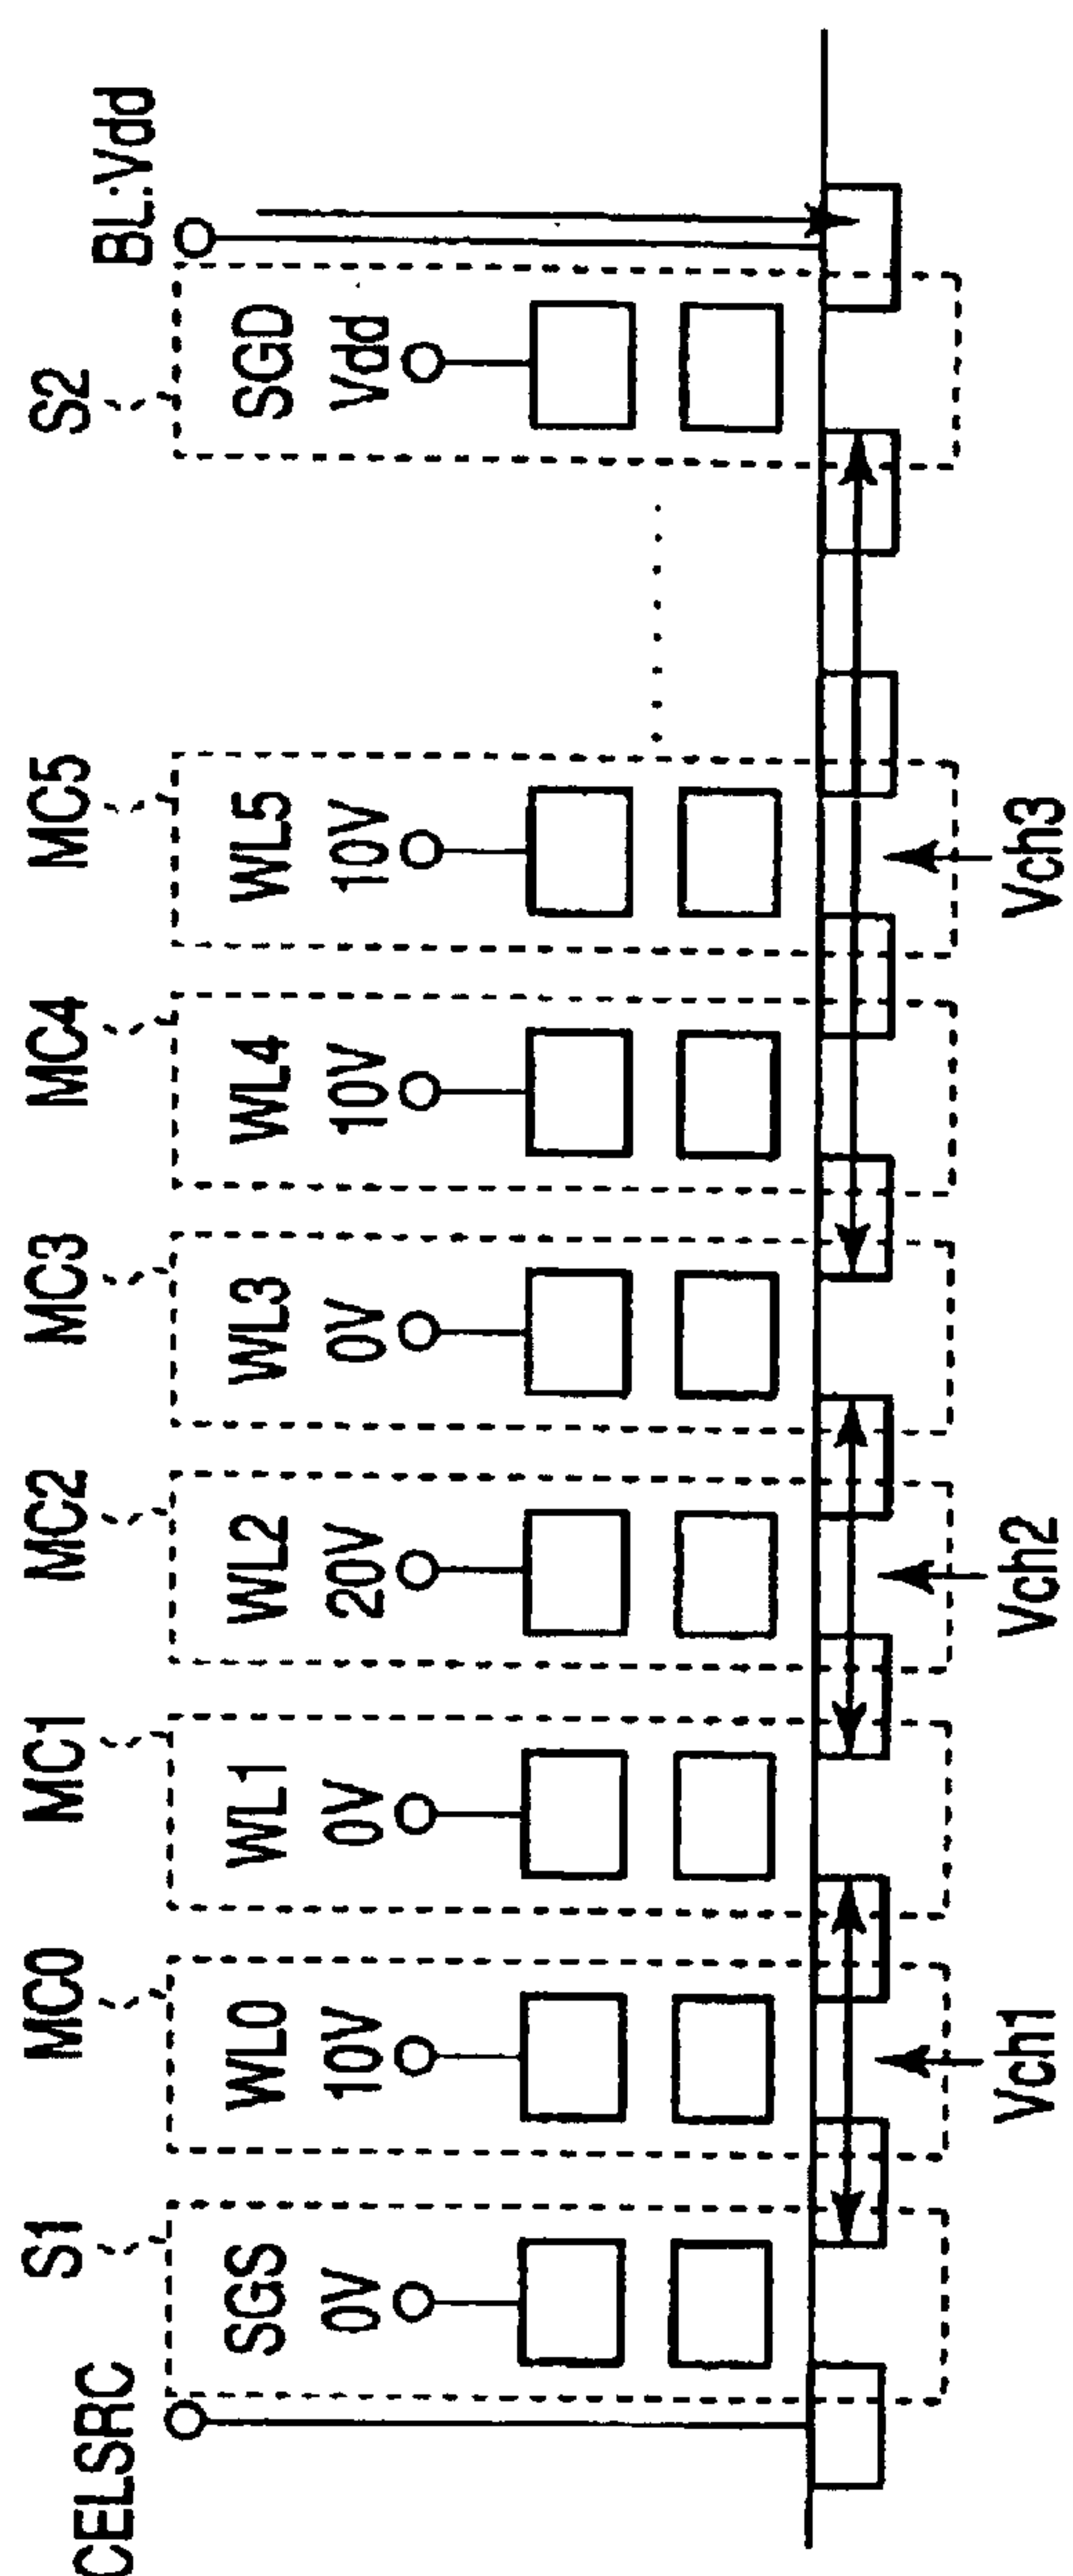 S1
MC0
MC1
MC2
MC3
MC4
MC5
S2
CELSRC
BL:Vdd
SGS
WL0
WL1
WL2
WL3
WL4
WL5
SGD
0V
10V
0V
20V
0V
10V
10V
Vdd
Vch1
Vch2
Vch3